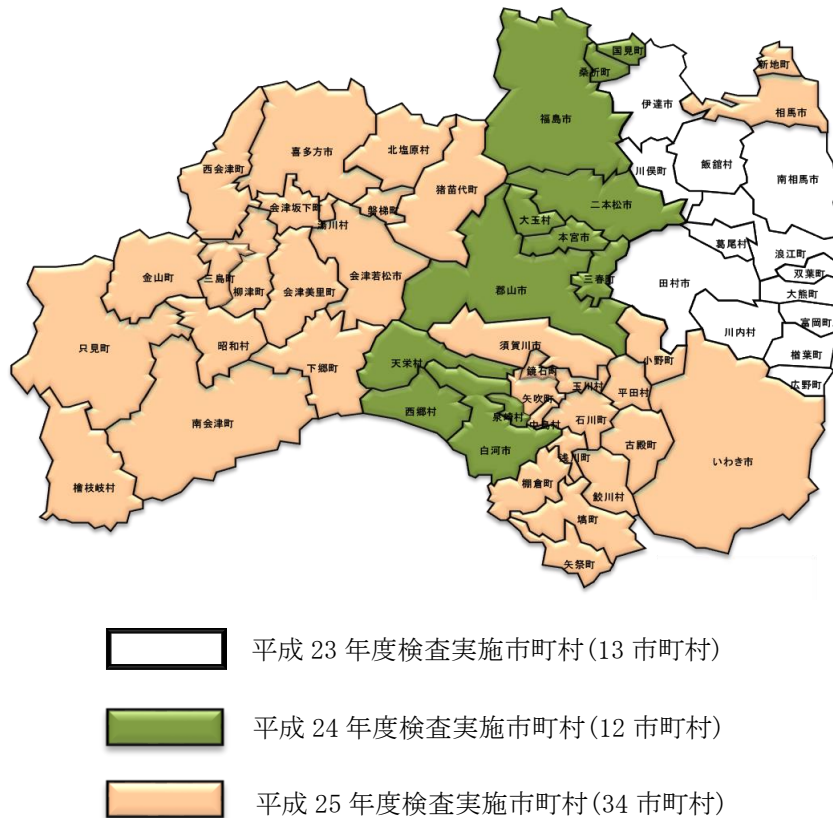 国見町
桑折町
新地町
伊達市
相馬市
福島市
喜多方市
北塩原村
西会津町
川俣町
飯舘村
南相馬市
猪苗代町
会津坂下町
磐梯町
湯川村
二本松市
大玉村
本宮市
葛尾村
浪江町
双葉町
大熊町
金山町
三島町
柳津町
会津美里町
会津若松市
三春町
田村市
郡山市
富岡町
川内村
只見町
昭和村
須賀川市
小野町
楢葉町
下郷町
天栄村
鏡石町
玉川村
平田村
広野町
矢吹町
西郷村
泉崎村
中島村
石川町
南会津町
白河市
古殿町
いわき市
浅川町
檜枝岐村
棚倉町
鮫川村
塙町
矢祭町
平成 23 年度検査実施市町村(13 市町村)
平成 24 年度検査実施市町村(12 市町村)
平成 25 年度検査実施市町村(34 市町村)